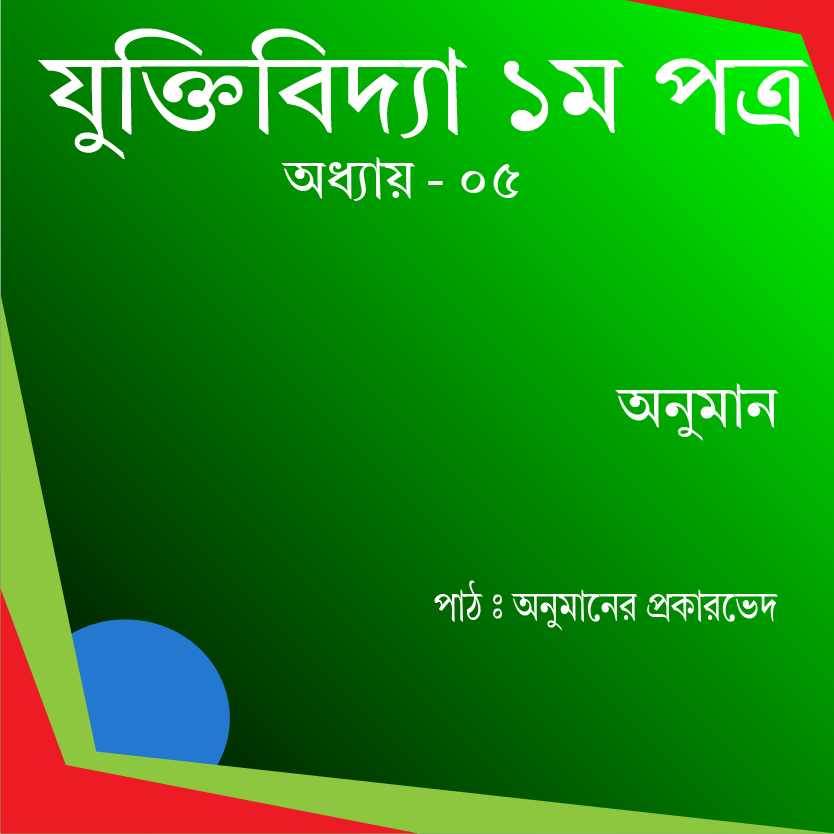 যুক্তিবিদ্যা ১ম পত্র
অধ্যায় - ০৫
অনুমান
পাঠ ঃ অনুমানের প্রকারভেদ